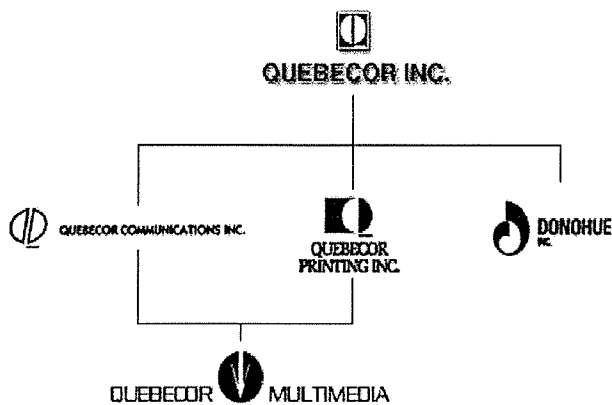 QUEBECOR INC.
QUEBECOR COMMUNICATIONS INC.
QUEBECOR
PRINTING INC.
DONOHUE
INC.
QUEBECOR MULTIMEDIA